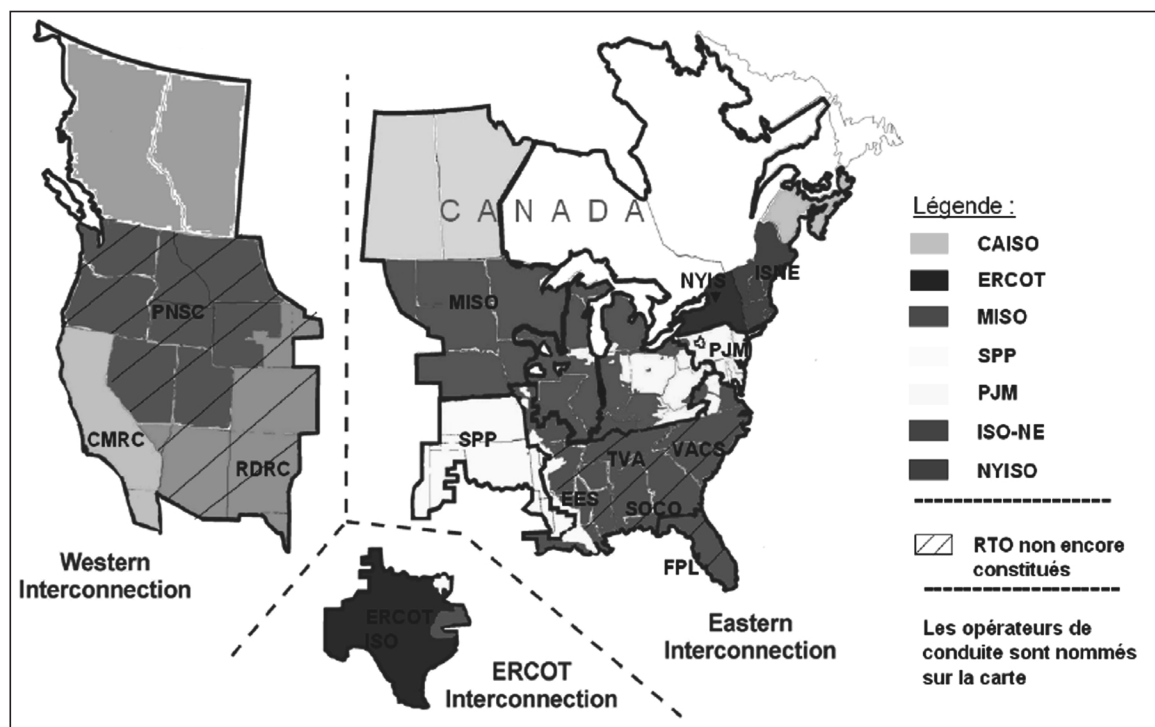 CANADA
NYIS
ISNE
MISO
PNSC
PJM
CMRC
RDRC
SPP
TVA
VACS
EES
SOCO
FPL
Western
Interconnection
ERCOT
ISO
ERCOT
Interconnection
Eastern
Interconnection
Légende :
CAISO
ERCOT
MISO
SPP
PJM
ISO-NE
NYISO
RTO non encore
constitués
Les opérateurs de
conduite sont nommés
sur la carte